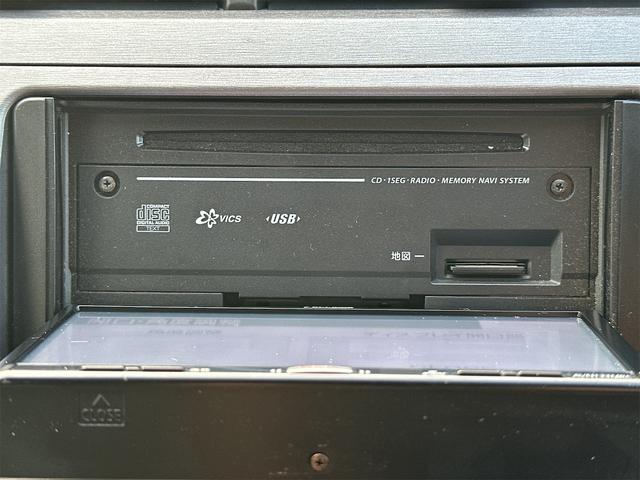 CD · 1SEG · RADIO · MEMORY NAVI SYSTEM
COMPACT
disc
DIGITAL AUDIO
TEXT
VICS
USB
地図
CLOSE